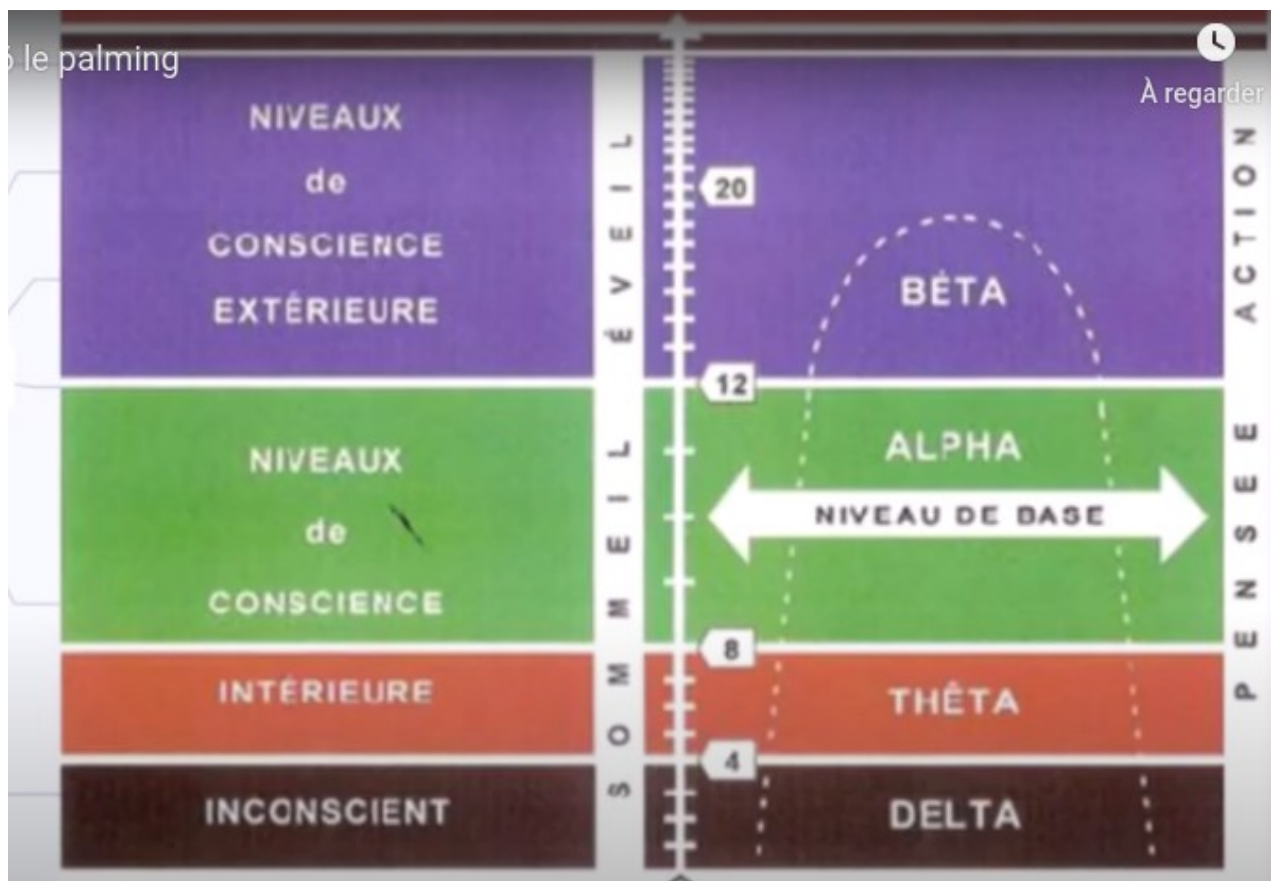 6 le palming
À regarder
NIVEAUX
de
CONSCIENCE
EXTÉRIEURE
NIVEAUX
de
CONSCIENCE
INTÉRIEURE
INCONSCIENT
ÉVEIL
SOMMEIL
20
12
8
4
BÊTA
ALPHA
NIVEAU DE BASE
THÊTA
DELTA
ACTION
PENSEE